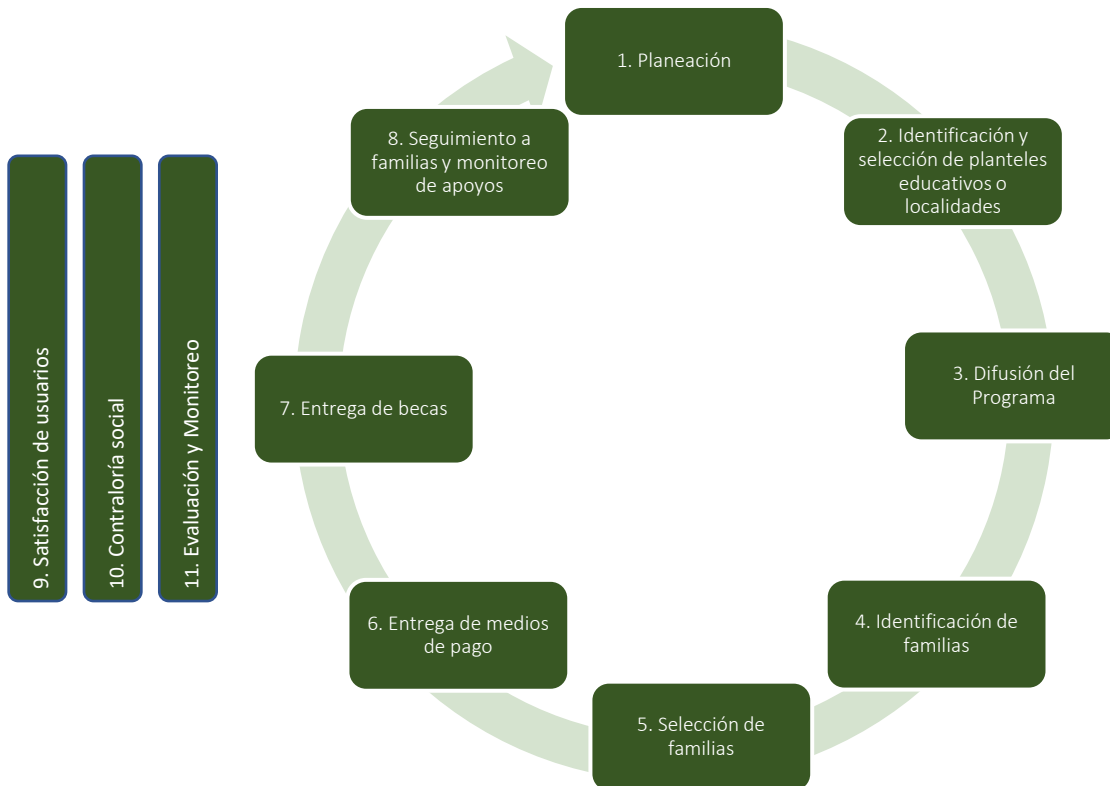 1. Planeación
2. Identificación y
selección de planteles
educativos o
localidades
3. Difusión del
Programa
4. Identificación de
familias
5. Selección de
familias
6. Entrega de medios
de pago
7. Entrega de becas
8. Seguimiento a
familias y monitoreo
de apoyos
9. Satisfacción de usuarios
10. Contraloría social
11. Evaluación y Monitoreo